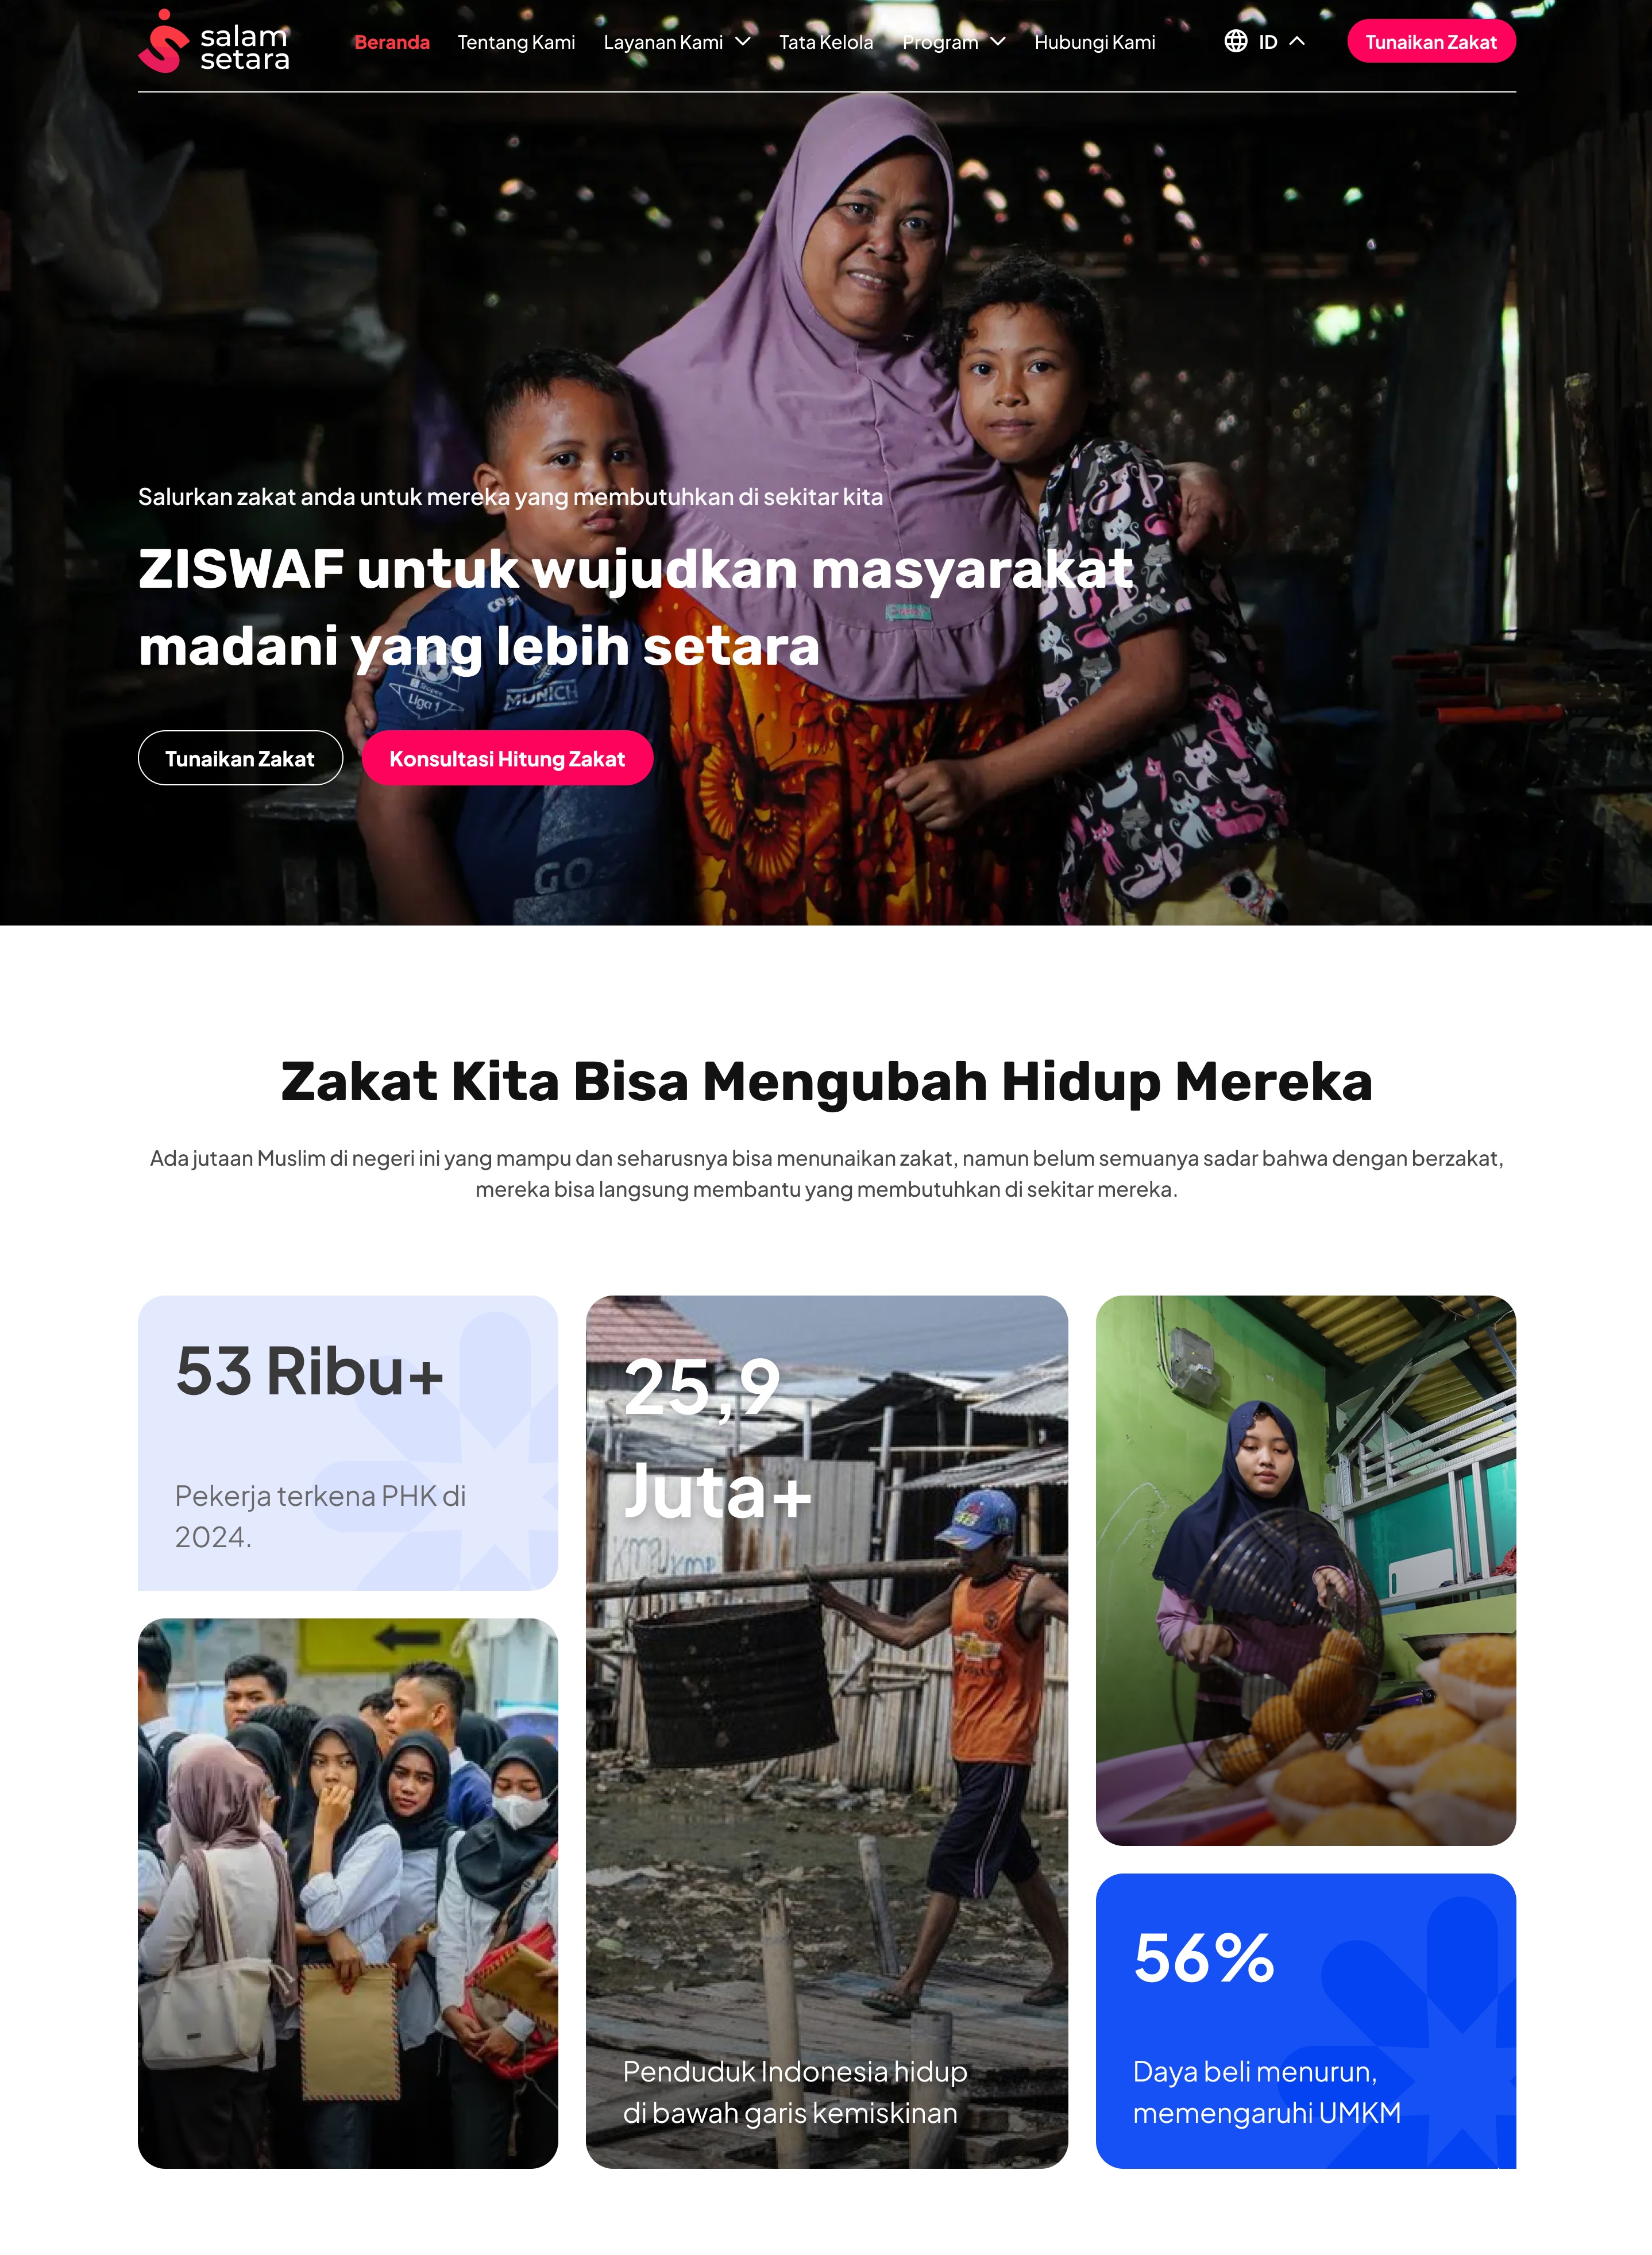 salam
setara
Beranda
Tentang Kami
Layanan Kami
Tata Kelola
Program
Hubungi Kami
ID
Tunaikan Zakat
Salurkan zakat anda untuk mereka yang membutuhkan di sekitar kita
ZISWAF untuk wujudkan masyarakat
madani yang lebih setara
Shopee
Liga 1
MUNICH
GO
Tunaikan Zakat
Konsultasi Hitung Zakat
Zakat Kita Bisa Mengubah Hidup Mereka
Ada jutaan Muslim di negeri ini yang mampu dan seharusnya bisa menunaikan zakat, namun belum semuanya sadar bahwa dengan berzakat,
mereka bisa langsung membantu yang membutuhkan di sekitar mereka.
53 Ribu+
Pekerja terkena PHK di
2024.
25,9
Juta+
Penduduk Indonesia hidup
di bawah garis kemiskinan
56%
Daya beli menurun,
memengaruhi UMKM